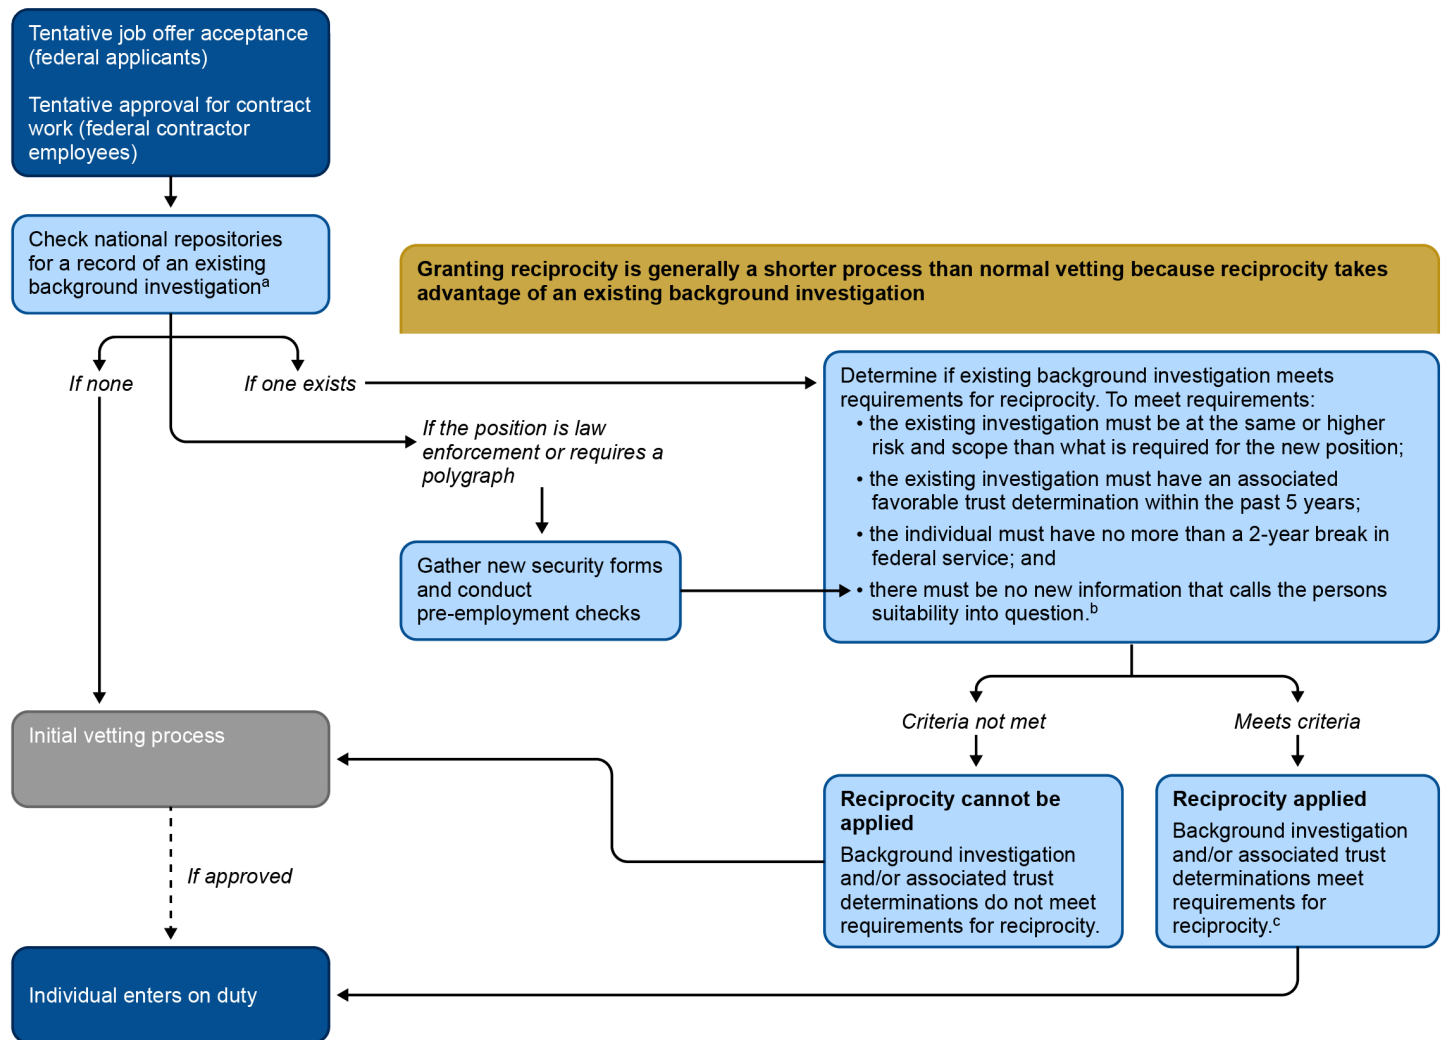 Tentative job offer acceptance
(federal applicants)
Tentative approval for contract
work (federal contractor
employees)
Check national repositories
for a record of an existing
background investigationᵃ
Granting reciprocity is generally a shorter process than normal vetting because reciprocity takes
advantage of an existing background investigation
If none
If one exists
If the position is law
enforcement or requires a
polygraph
Gather new security forms
and conduct
pre-employment checks
Determine if existing background investigation meets
requirements for reciprocity. To meet requirements:
• the existing investigation must be at the same or higher
risk and scope than what is required for the new position;
• the existing investigation must have an associated
favorable trust determination within the past 5 years;
• the individual must have no more than a 2-year break in
federal service; and
• there must be no new information that calls the persons
suitability into question.ᵇ
Criteria not met
Meets criteria
Initial vetting process
Reciprocity cannot be
applied
Background investigation
and/or associated trust
determinations do not meet
requirements for reciprocity.
Reciprocity applied
Background investigation
and/or associated trust
determinations meet
requirements for
reciprocity.ᶜ
If approved
Individual enters on duty